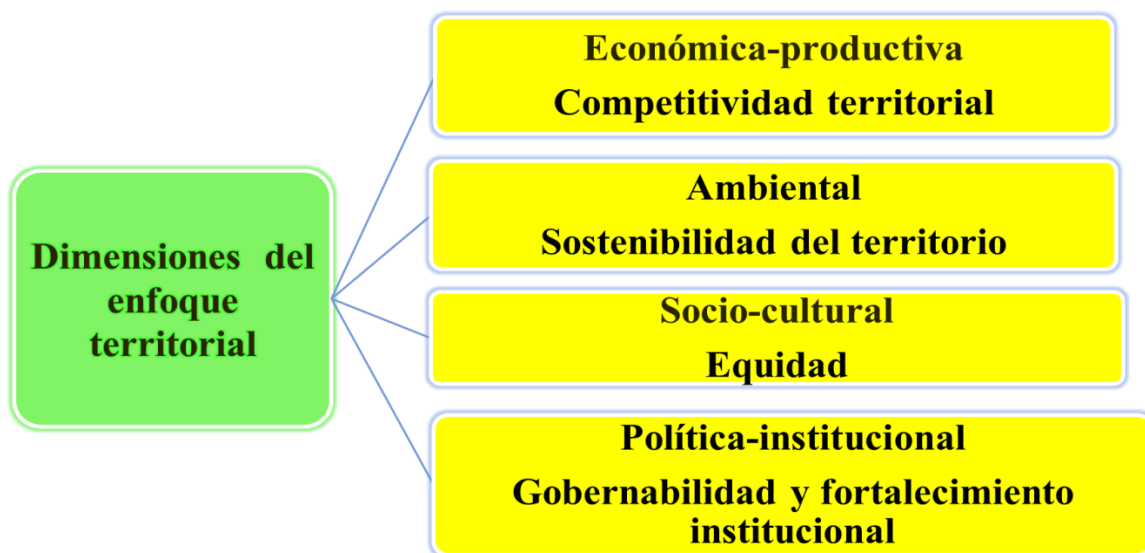 Dimensiones del
enfoque
territorial
Económica-productiva
Competitividad territorial
Ambiental
Sostenibilidad del territorio
Socio-cultural
Equidad
Política-institucional
Gobernabilidad y fortalecimiento
institucional